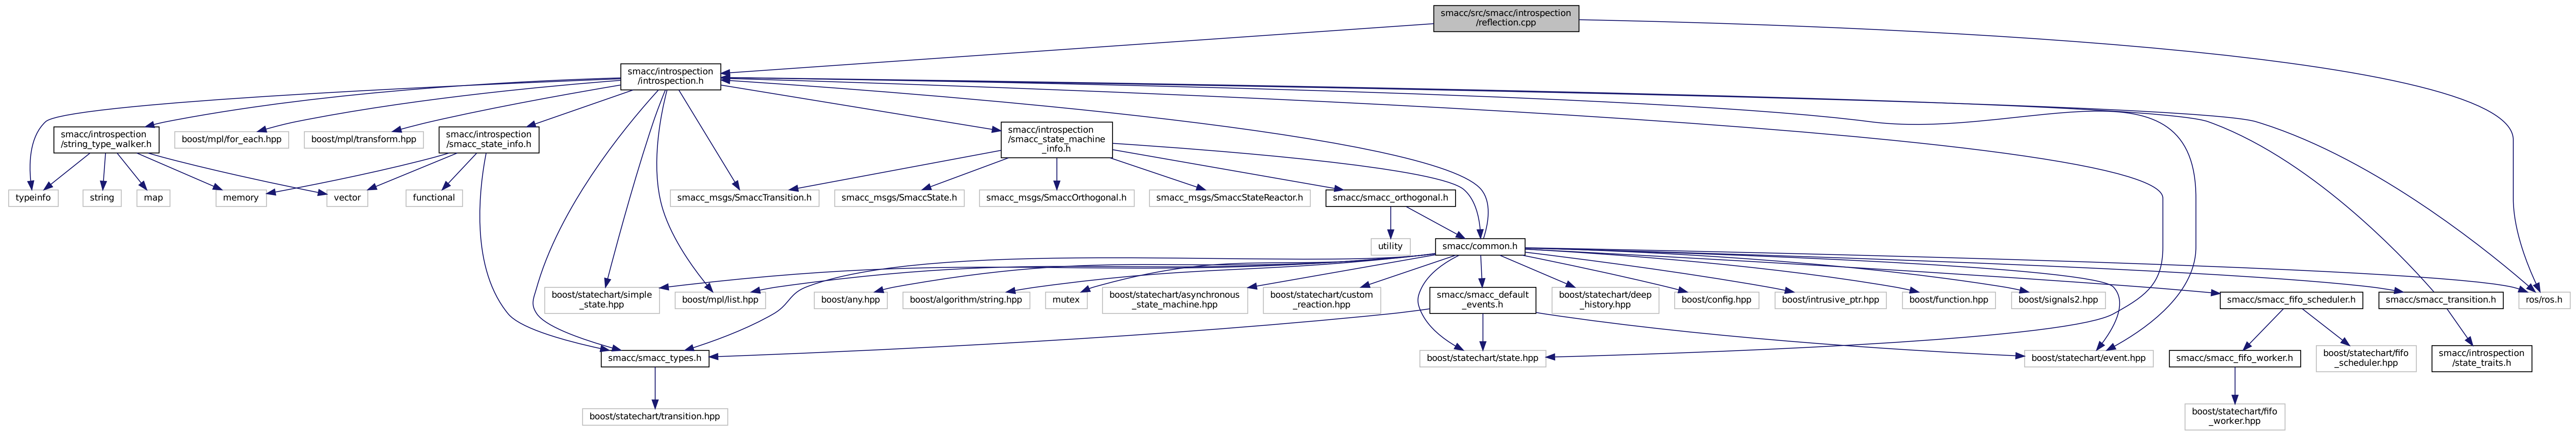 smacc/src/smacc/introspection
/reflection.cpp
smacc/introspection
/introspection.h
smacc/introspection
/string_type_walker.h
boost/mpl/for_each.hpp
boost/mpl/transform.hpp
smacc/introspection
/smacc_state_info.h
smacc/introspection
/smacc_state_machine
_info.h
typeinfo
string
map
memory
vector
functional
smacc_msgs/SmaccTransition.h
smacc_msgs/SmaccState.h
smacc_msgs/SmaccOrthogonal.h
smacc_msgs/SmaccStateReactor.h
smacc/smacc_orthogonal.h
utility
smacc/common.h
boost/statechart/simple
_state.hpp
boost/mpl/list.hpp
boost/any.hpp
boost/algorithm/string.hpp
mutex
boost/statechart/asynchronous
_state_machine.hpp
boost/statechart/custom
_reaction.hpp
smacc/smacc_default
_events.h
boost/statechart/deep
_history.hpp
boost/config.hpp
boost/intrusive_ptr.hpp
boost/function.hpp
boost/signals2.hpp
smacc/smacc_fifo_scheduler.h
smacc/smacc_transition.h
ros/ros.h
smacc/smacc_types.h
boost/statechart/state.hpp
boost/statechart/event.hpp
smacc/smacc_fifo_worker.h
boost/statechart/fifo
_scheduler.hpp
smacc/introspection
/state_traits.h
boost/statechart/transition.hpp
boost/statechart/fifo
_worker.hpp